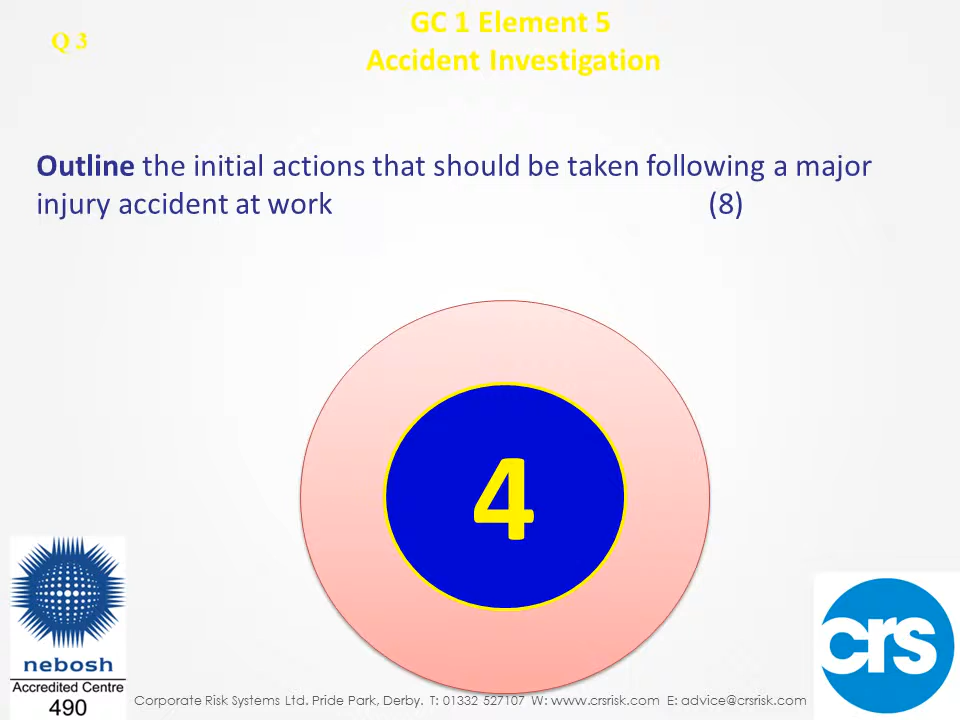 Q 3
GC 1 Element 5
Accident Investigation
Outline the initial actions that should be taken following a major
injury accident at work (8)
4
nebosh
Accredited Centre
490
Corporate Risk Systems Ltd. Pride Park, Derby. T: 01332 527107 W: www.crsrisk.com E: advice@crsrisk.com
crs